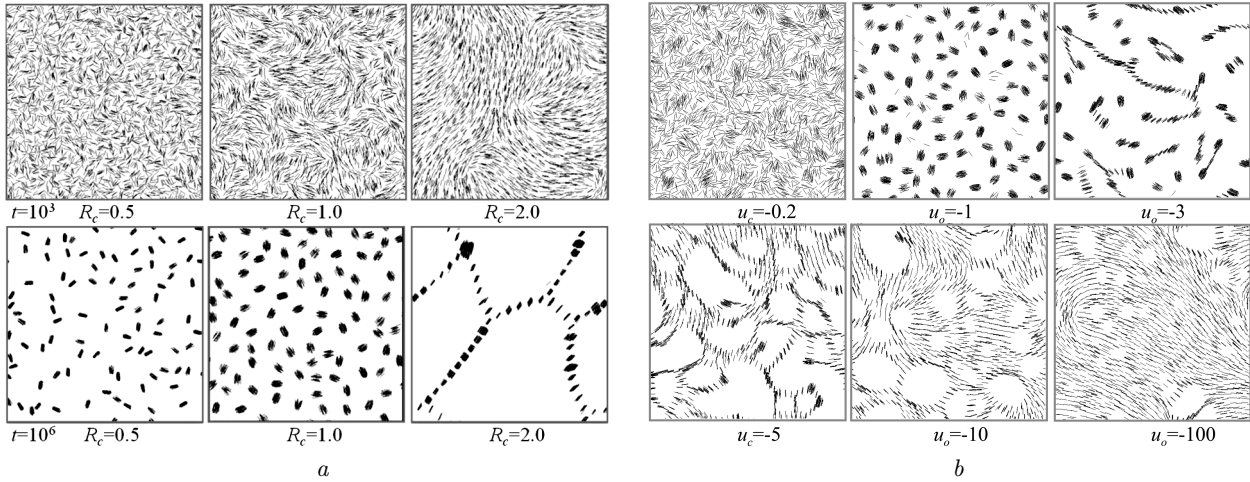 t=10³ R_c=0.5 R_c=1.0 R_c=2.0
t=10⁶ R_c=0.5 R_c=1.0 R_c=2.0
a
u_c=-0.2 u_o=-1 u_o=-3
u_c=-5 u_o=-10 u_o=-100
b